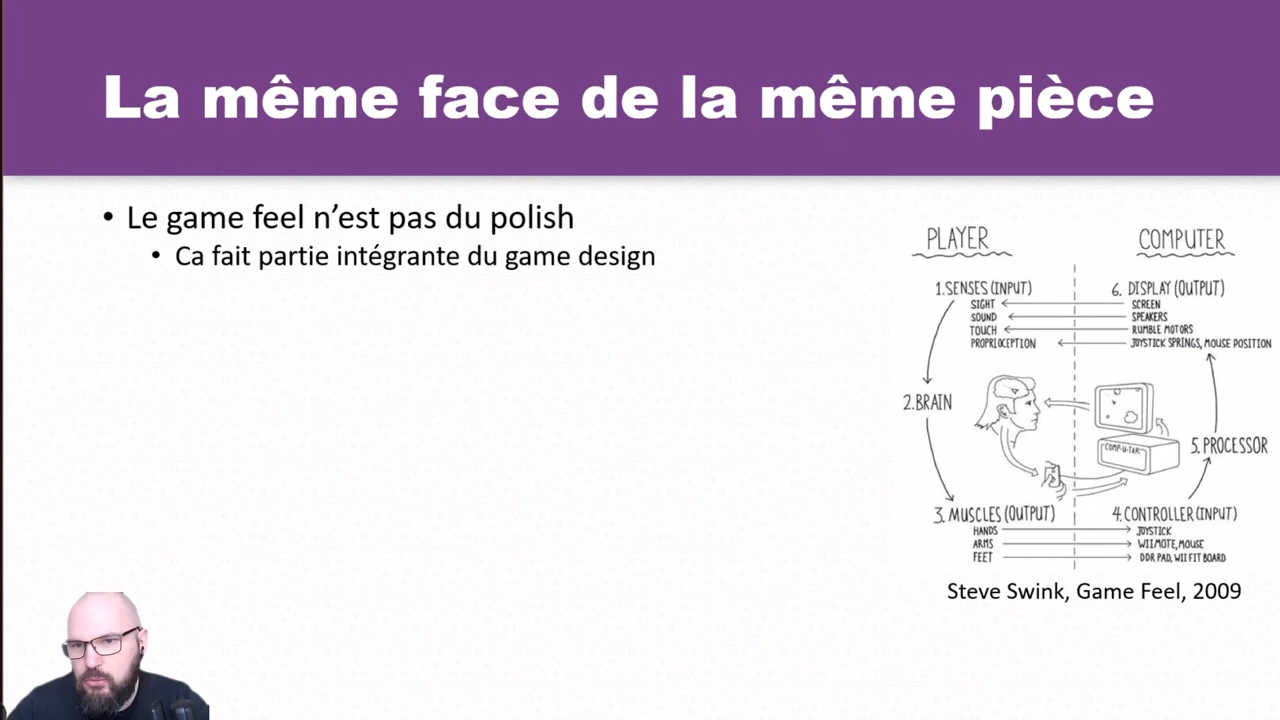 La même face de la même pièce
• Le game feel n’est pas du polish
• Ca fait partie intégrante du game design
PLAYER
COMPUTER
1.SENSES (INPUT)
SIGHT
SOUND
TOUCH
PROPRIOCEPTION
6. DISPLAY (OUTPUT)
SCREEN
SPEAKERS
RUMBLE MOTORS
JOYSTICK SPRINGS, MOUSE POSITION
2.BRAIN
COMP-U-TAR
5. PROCESSOR
3. MUSCLES (OUTPUT)
HANDS
ARMS
FEET
4.CONTROLLER (INPUT)
JOYSTICK
WIIMOTE, MOUSE
DDR PAD, WII FIT BOARD
Steve Swink, Game Feel, 2009